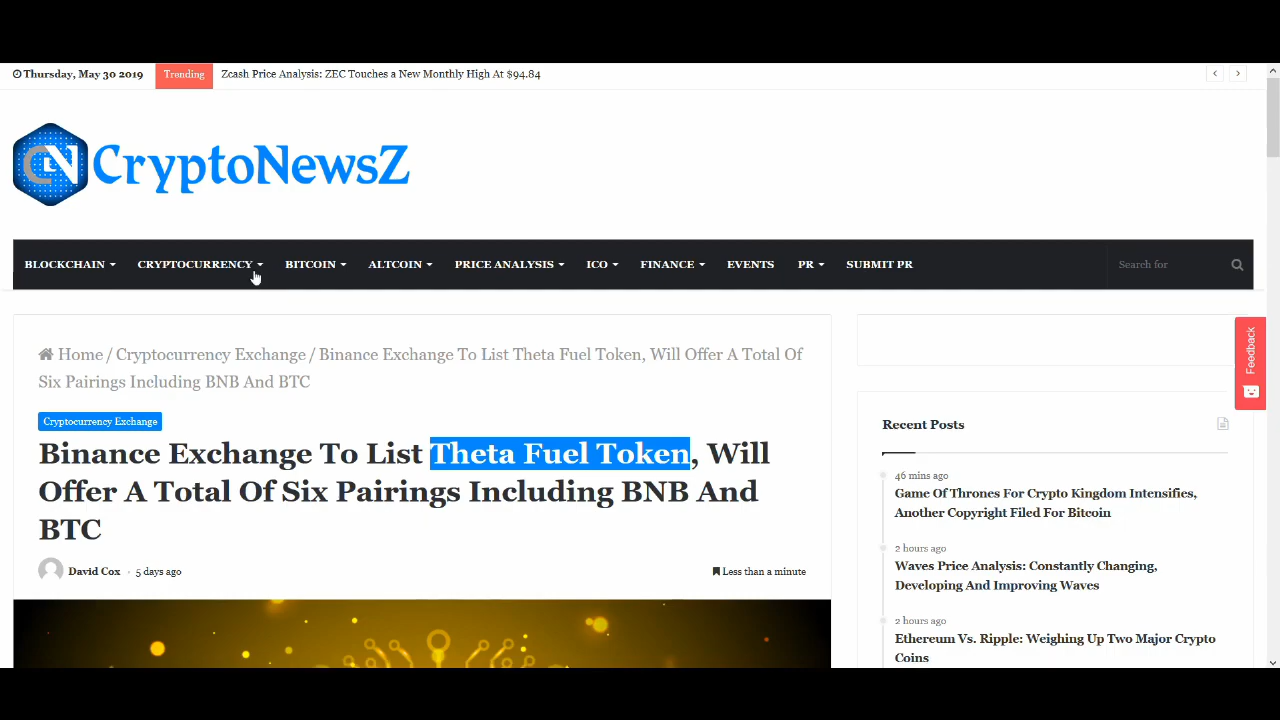 Thursday, May 30 2019
Trending
Zcash Price Analysis: ZEC Touches a New Monthly High At $94.84
CryptoNewsZ
BLOCKCHAIN CRYPTOCURRENCY BITCOIN ALTCOIN PRICE ANALYSIS ICO FINANCE EVENTS PR SUBMIT PR Search for
Home / Cryptocurrency Exchange / Binance Exchange To List Theta Fuel Token, Will Offer A Total Of
Six Pairings Including BNB And BTC
Cryptocurrency Exchange
Binance Exchange To List Theta Fuel Token, Will
Offer A Total Of Six Pairings Including BNB And
BTC
David Cox 5 days ago Less than a minute
Feedback
Recent Posts
46 mins ago
Game Of Thrones For Crypto Kingdom Intensifies,
Another Copyright Filed For Bitcoin
2 hours ago
Waves Price Analysis: Constantly Changing,
Developing And Improving Waves
2 hours ago
Ethereum Vs. Ripple: Weighing Up Two Major Crypto
Coins